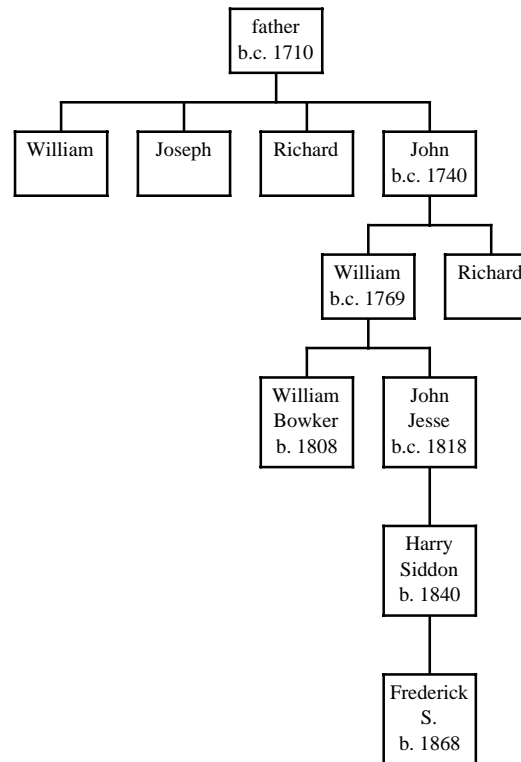 father
b.c. 1710
William
Joseph
Richard
John
b.c. 1740
William
b.c. 1769
Richard
William
Bowker
b. 1808
John
Jesse
b.c. 1818
Harry
Siddon
b. 1840
Frederick
S.
b. 1868